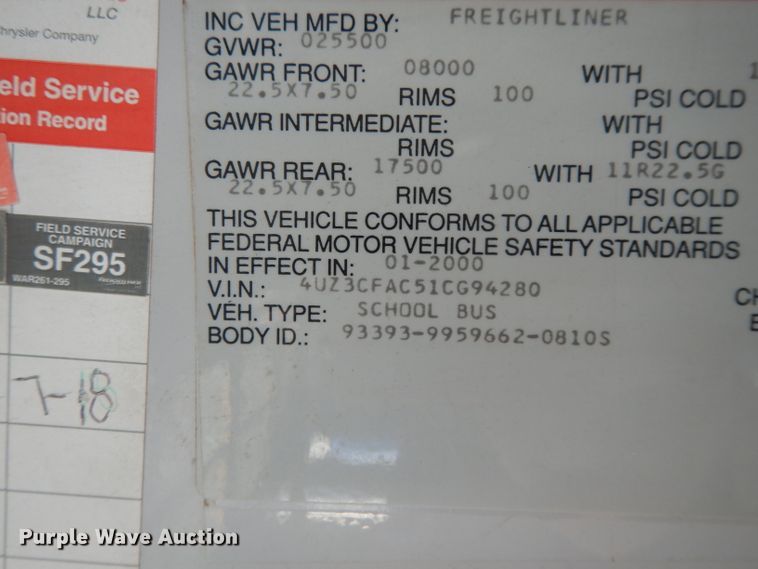 LLC
hrysler Company
eld Service
ion Record
FIELD SERVICE
CAMPAIGN
SF295
WAR261-295
7-18
INC VEH MFD BY: FREIGHTLINER
GVWR: 025500
GAWR FRONT: 08000 WITH 1
22.5X7.50 RIMS 100 PSI COLD
GAWR INTERMEDIATE: WITH
RIMS PSI COLD
GAWR REAR: 17500 WITH 11R22.5G
22.5X7.50 RIMS 100 PSI COLD
THIS VEHICLE CONFORMS TO ALL APPLICABLE
FEDERAL MOTOR VEHICLE SAFETY STANDARDS
IN EFFECT IN: 01-2000
V.I.N.: 4UZ3CFAC51CG94280
VEH. TYPE: SCHOOL BUS
BODY ID.: 93393-9959662-0810S
CH
Purple Wave Auction